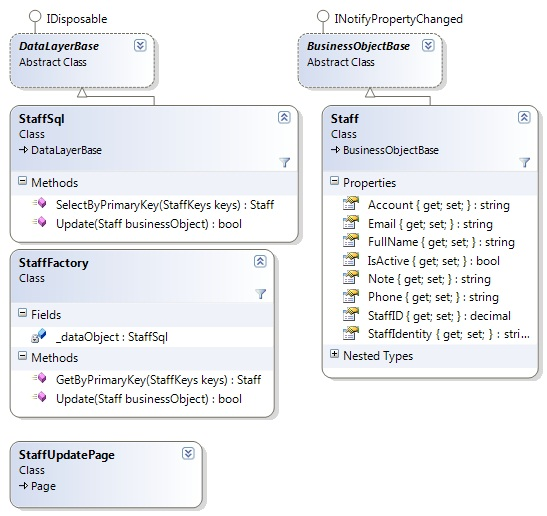 IDisposable
DataLayerBase
Abstract Class
StaffSql
Class
DataLayerBase
Methods
SelectByPrimaryKey(StaffKeys keys) : Staff
Update(Staff businessObject) : bool
StaffFactory
Class
Fields
_dataObject : StaffSql
Methods
GetByPrimaryKey(StaffKeys keys) : Staff
Update(Staff businessObject) : bool
StaffUpdatePage
Class
Page
INotifyPropertyChanged
BusinessObjectBase
Abstract Class
Staff
Class
BusinessObjectBase
Properties
Account { get; set; } : string
Email { get; set; } : string
FullName { get; set; } : string
IsActive { get; set; } : bool
Note { get; set; } : string
Phone { get; set; } : string
StaffID { get; set; } : decimal
StaffIdentity { get; set; } : stri...
Nested Types